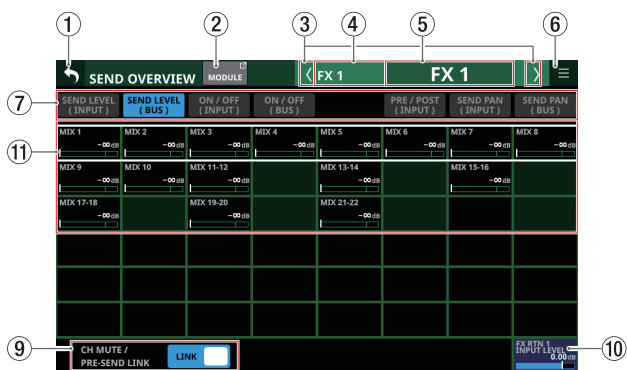 ① ② ③ ④ ⑤ ⑥
SEND OVERVIEW MODULE FX 1 FX 1
⑦
SEND LEVEL (INPUT)
SEND LEVEL (BUS)
ON / OFF (INPUT)
ON / OFF (BUS)
PRE / POST (INPUT)
SEND PAN (INPUT)
SEND PAN (BUS)
⑪
MIX 1 MIX 2 MIX 3 MIX 4 MIX 5 MIX 6 MIX 7 MIX 8
-∞dB -∞dB -∞dB -∞dB -∞dB -∞dB -∞dB -∞dB
MIX 9 MIX 10 MIX 11-12 MIX 13-14 MIX 15-16
-∞dB -∞dB -∞dB -∞dB -∞dB
MIX 17-18 MIX 19-20 MIX 21-22
-∞dB -∞dB -∞dB
⑨
CH MUTE /
PRE-SEND LINK
LINK
FX RTN 1
INPUT LEVEL
0.00dB
⑩